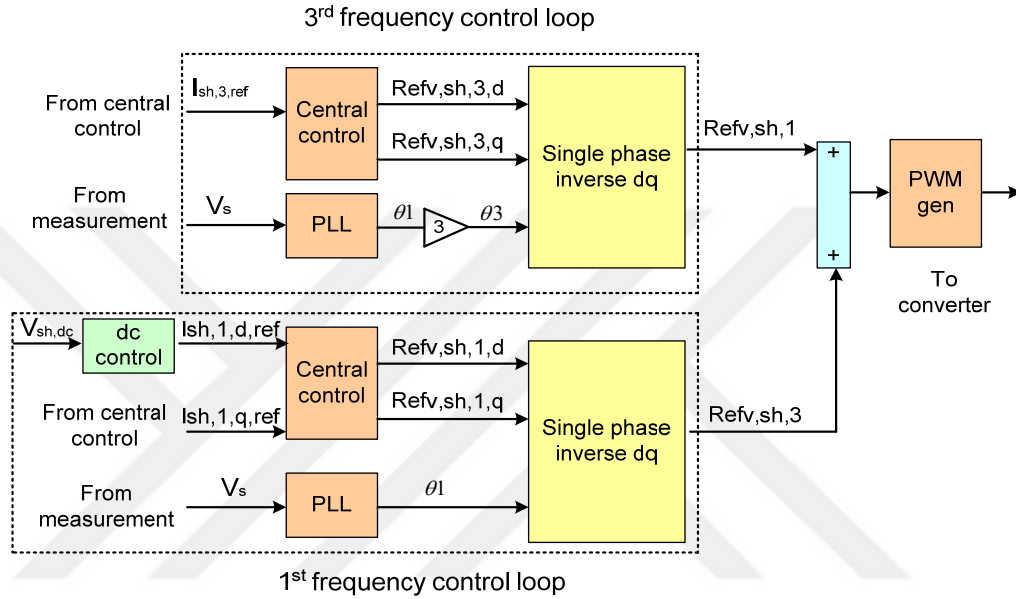 3rd frequency control loop
From central
control
Ish,3,ref
Central
control
Refv,sh,3,d
Refv,sh,3,q
Single phase
inverse dq
Refv,sh,1
From
measurement
Vs
PLL
θ1
3
θ3
+
+
PWM
gen
To
converter
Vsh,dc
dc
control
Ish,1,d,ref
From central
control
Ish,1,q,ref
Central
control
Refv,sh,1,d
Refv,sh,1,q
Single phase
inverse dq
Refv,sh,3
From
measurement
Vs
PLL
θ1
1st frequency control loop